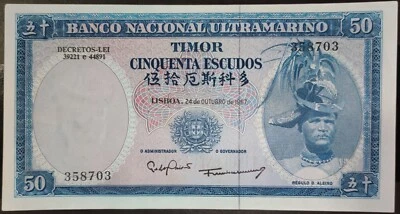 五十 BANCO NACIONAL ULTRAMARINO 50
TIMOR
DECRETOS-LEI
39221 e 44891
358703
CINQUENTA ESCUDOS
伍拾厄斯科多
LISBOA, 24 de OUTUBRO de 1967
O ADMINISTRADOR O GOVERNADOR
358703
RÉGULO D. ALEIXO
50 五十